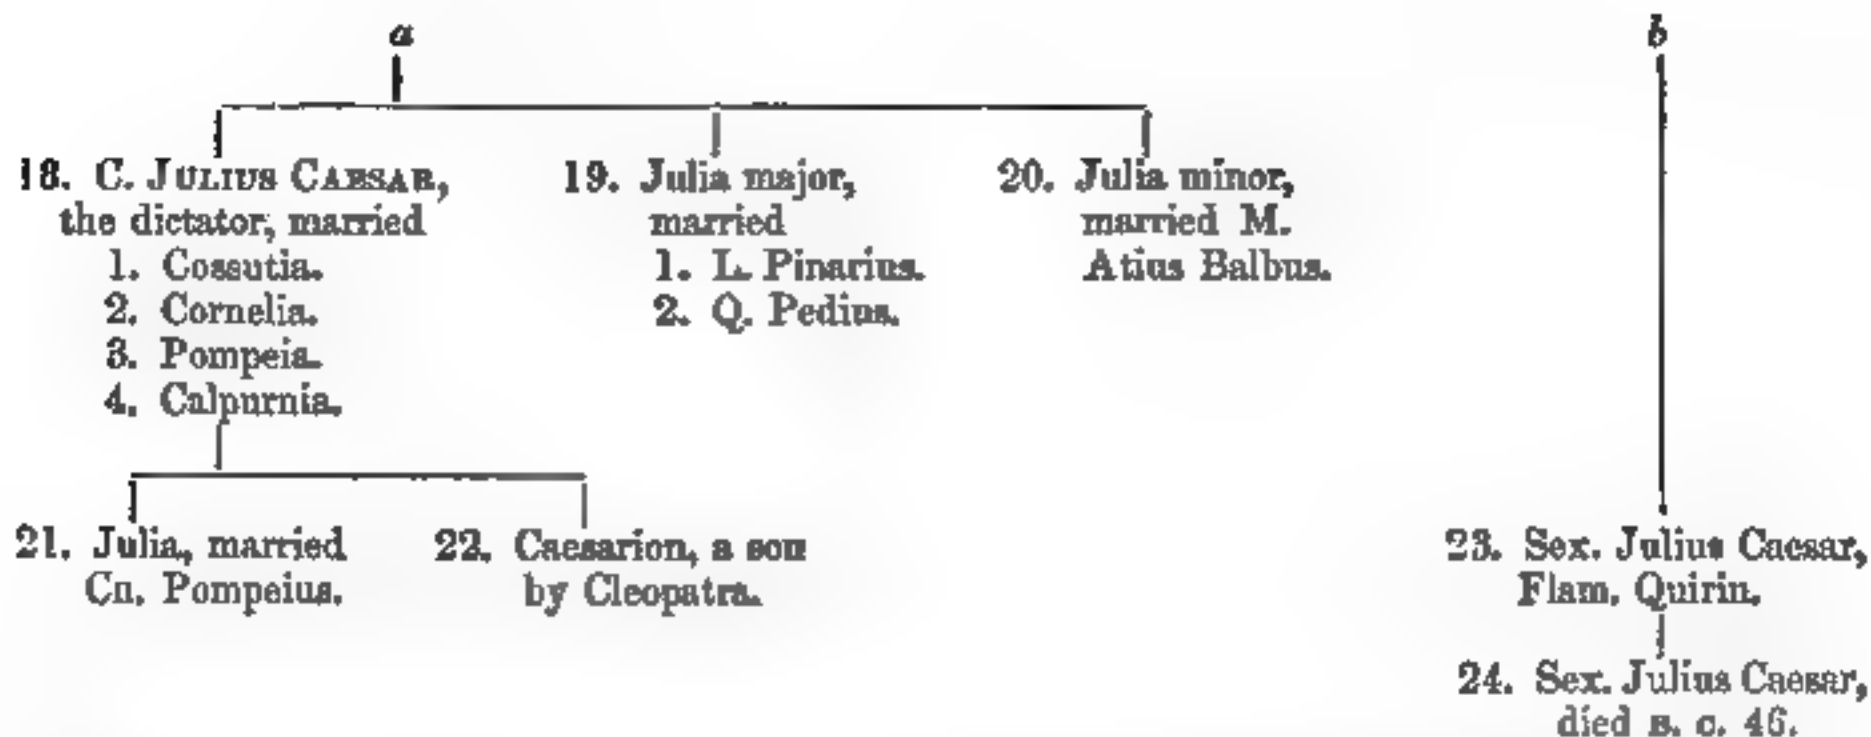 a
b
18. C. JULIUS CAESAR,
the dictator, married
1. Cossutia.
2. Cornelia.
3. Pompeia.
4. Calpurnia.
19. Julia major,
married
1. L. Pinarius.
2. Q. Pedius.
20. Julia minor,
married M.
Atius Balbus.
21. Julia, married
Cn. Pompeius.
22. Caesarion, a son
by Cleopatra.
23. Sex. Julius Caesar,
Flam. Quirin.
24. Sex. Julius Caesar,
died B. C. 46.